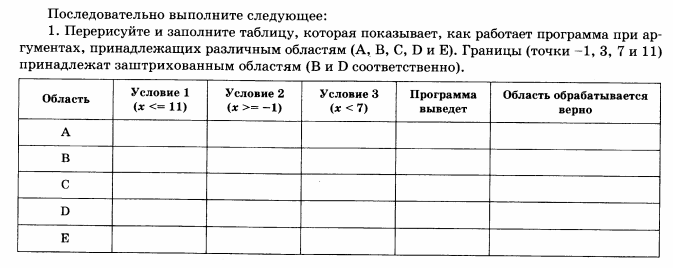 Последовательно выполните следующее:
1. Перерисуйте и заполните таблицу, которая показывает, как работает программа при ар-
гументах, принадлежащих различным областям (A, B, C, D и E). Границы (точки –1, 3, 7 и 11)
принадлежат заштрихованным областям (B и D соответственно).
Область Условие 1 (x <= 11) Условие 2 (x >= –1) Условие 3 (x < 7) Программа выведет Область обрабатывается верно
A
B
C
D
E